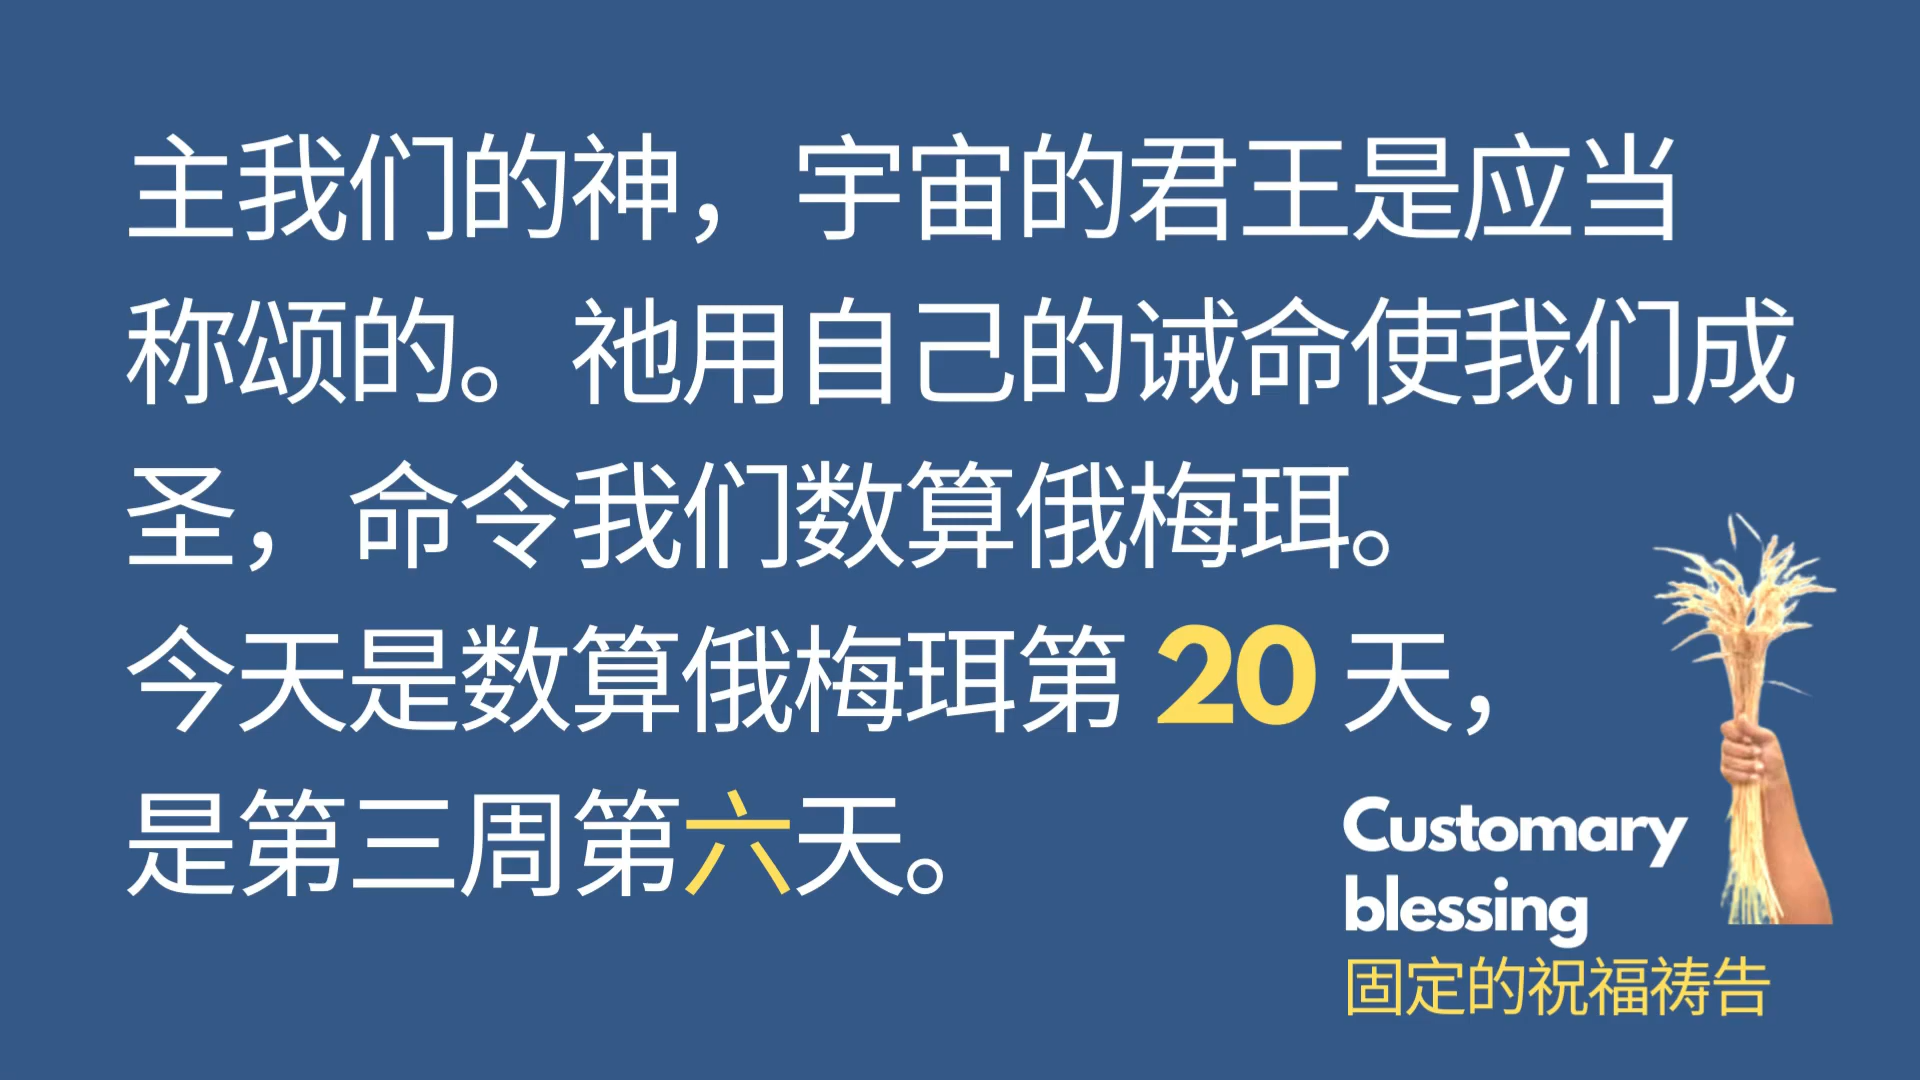 主我们的神，宇宙的君王是应当
称颂的。祂用自己的诫命使我们成
圣，命令我们数算俄梅珥。
今天是数算俄梅珥第 20 天，
是第三周第六天。
Customary
blessing
固定的祝福祷告